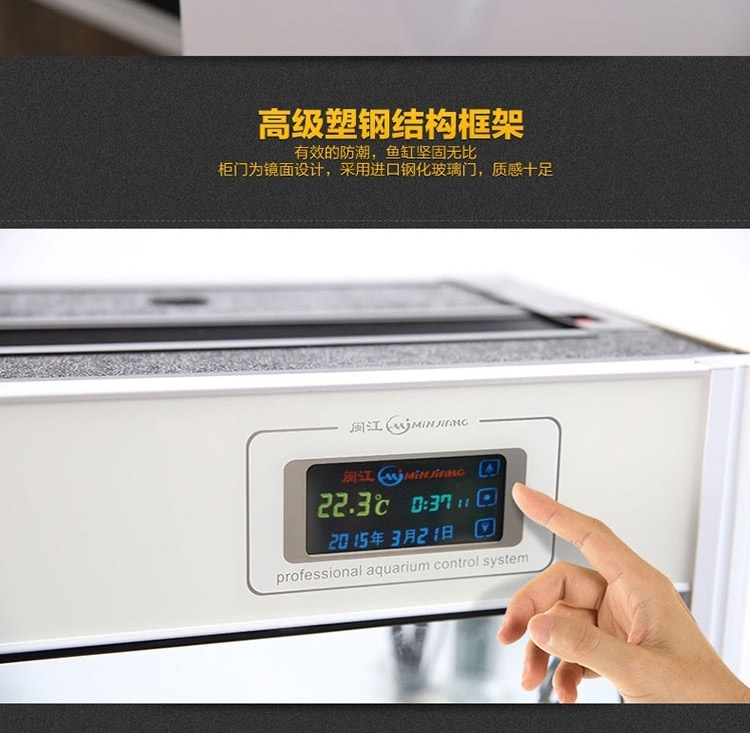 高级塑钢结构框架
有效的防潮，鱼缸坚固无比
柜门为镜面设计，采用进口钢化玻璃门，质感十足
闽江 MINJIANG
闽江 MINJIANG
22.3℃ 0:37 11
2015年 3月21日
professional aquarium control system